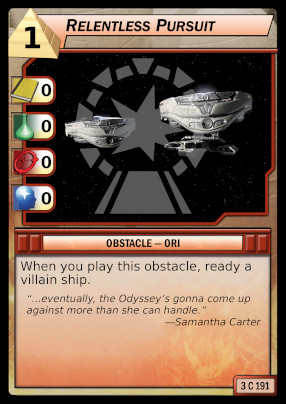 1
RELENTLESS PURSUIT
0
0
0
0
OBSTACLE – ORI
When you play this obstacle, ready a
villain ship.
“...eventually, the Odyssey’s gonna come up
against more than she can handle.”
—Samantha Carter
3 C 191